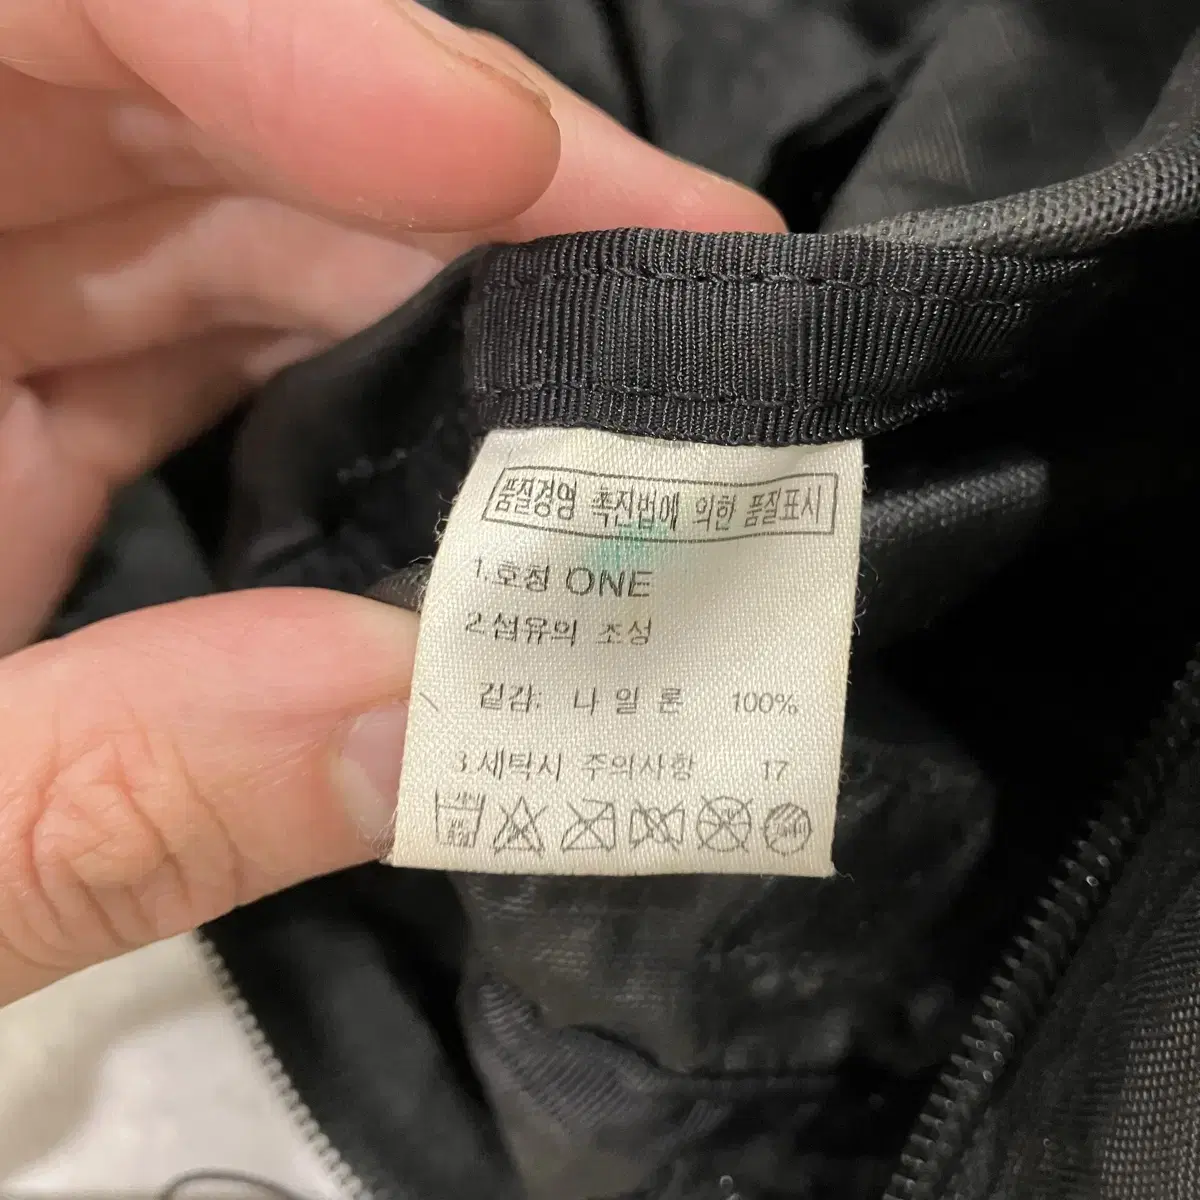 품질경영 촉진법에 의한 품질표시
1.호칭 ONE
2.섬유의 조성
겉감: 나 일 론 100%
3.세탁시 주의사항 17